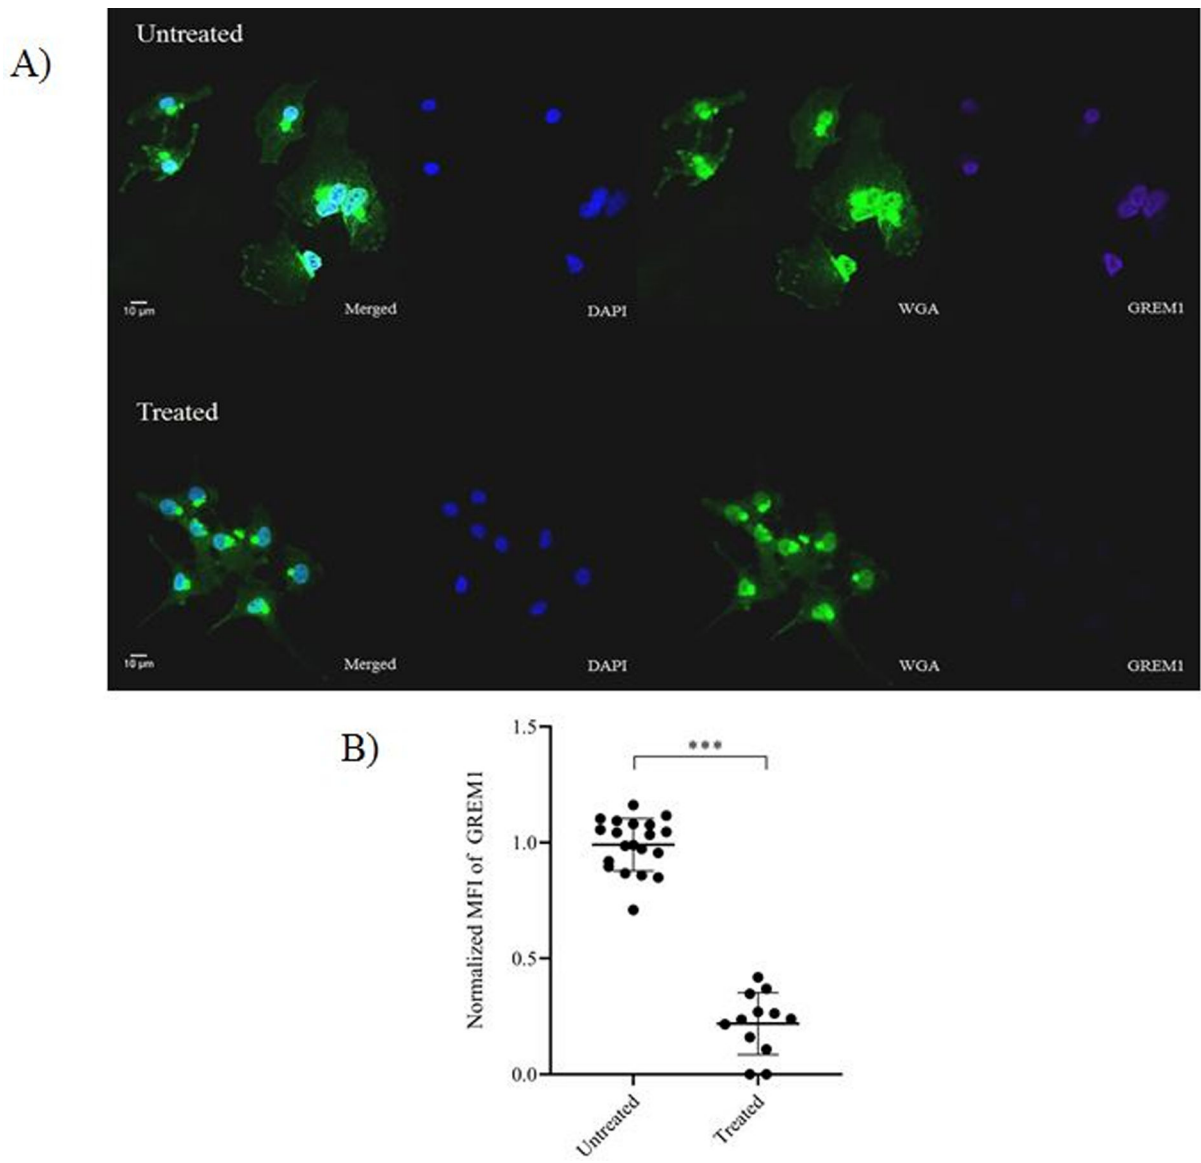 A)
Untreated
10 µm
Merged
DAPI
WGA
GREM1
Treated
10 µm
Merged
DAPI
WGA
GREM1
B)
Normalized MFI of GREM1
1.5
1.0
0.5
0.0
***
Untreated
Treated